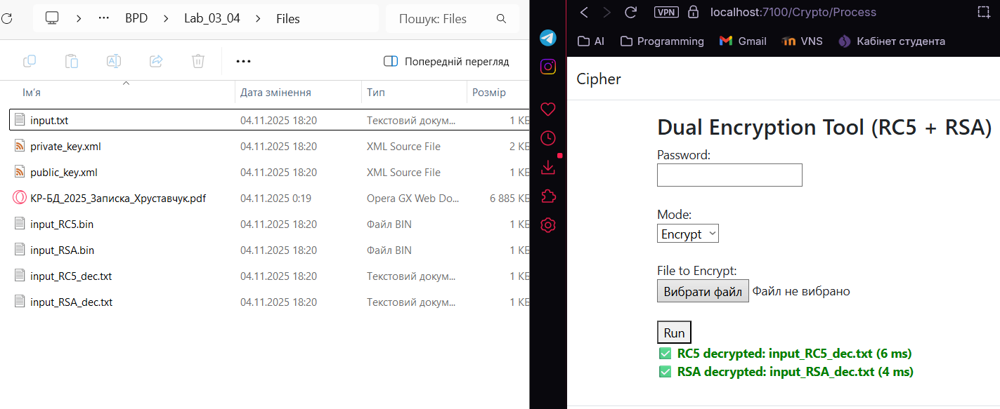 BPD
Lab_03_04
Files
Пошук: Files
...
Попередній перегляд
Ім’я
Дата змінення
Тип
Розмір
input.txt 04.11.2025 18:20 Текстовий докум... 1 КБ
private_key.xml 04.11.2025 18:20 XML Source File 2 КБ
public_key.xml 04.11.2025 18:20 XML Source File 1 КБ
КР-БД_2025_Записка_Хруставчук.pdf 04.11.2025 0:19 Opera GX Web Do... 6 885 КБ
input_RC5.bin 04.11.2025 18:20 Файл BIN 1 КБ
input_RSA.bin 04.11.2025 18:20 Файл BIN 1 КБ
input_RC5_dec.txt 04.11.2025 18:20 Текстовий докум... 1 КБ
input_RSA_dec.txt 04.11.2025 18:20 Текстовий докум... 1 КБ
VPN
localhost:7100/Crypto/Process
AI
Programming
Gmail
VNS
Кабінет студента
Cipher
Dual Encryption Tool (RC5 + RSA)
Password:
Mode:
Encrypt
File to Encrypt:
Вибрати файл Файл не вибрано
Run
✅ RC5 decrypted: input_RC5_dec.txt (6 ms)
✅ RSA decrypted: input_RSA_dec.txt (4 ms)